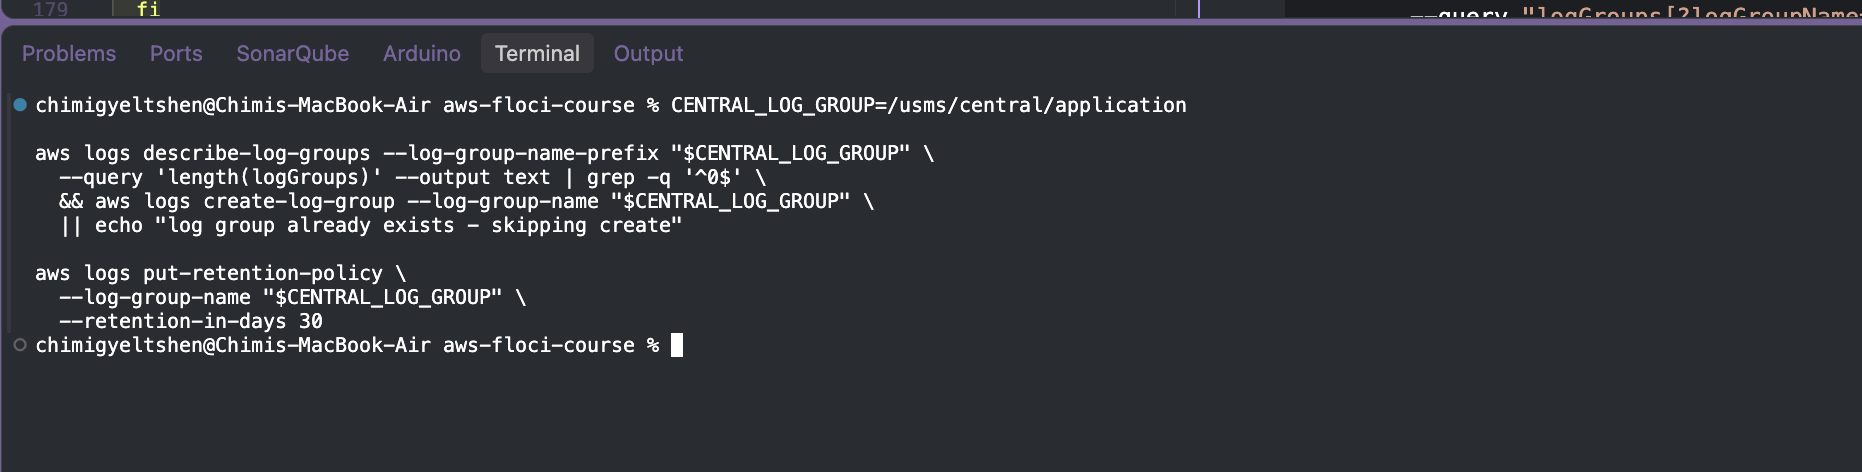 179 fi
--query "logGroups[?logGroupName=
Problems Ports SonarQube Arduino Terminal Output
chimigyeltshen@Chimis-MacBook-Air aws-floci-course % CENTRAL_LOG_GROUP=/usms/central/application
aws logs describe-log-groups --log-group-name-prefix "$CENTRAL_LOG_GROUP" \
--query 'length(logGroups)' --output text | grep -q '^0$' \
&& aws logs create-log-group --log-group-name "$CENTRAL_LOG_GROUP" \
|| echo "log group already exists - skipping create"
aws logs put-retention-policy \
--log-group-name "$CENTRAL_LOG_GROUP" \
--retention-in-days 30
chimigyeltshen@Chimis-MacBook-Air aws-floci-course %